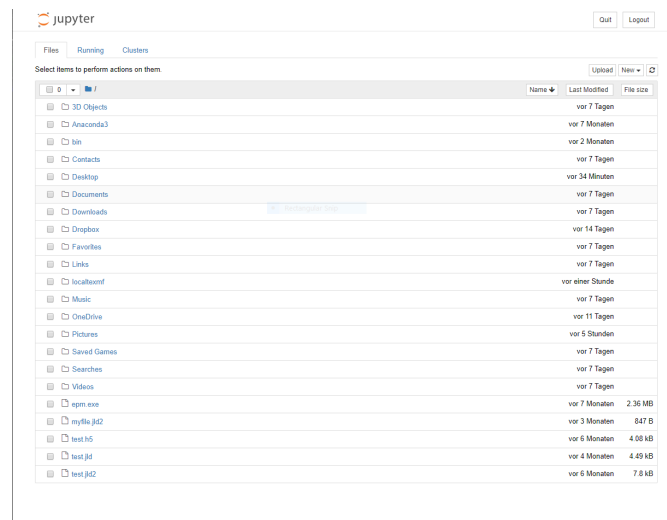 jupyter Quit Logout
Files Running Clusters
Select items to perform actions on them. Upload New
0 / Name Last Modified File size
3D Objects vor 7 Tagen
Anaconda3 vor 7 Monaten
bin vor 2 Monaten
Contacts vor 7 Tagen
Desktop vor 34 Minuten
Documents vor 7 Tagen
Downloads vor 7 Tagen
Dropbox vor 14 Tagen
Favorites vor 7 Tagen
Links vor 7 Tagen
localtexmf vor einer Stunde
Music vor 7 Tagen
OneDrive vor 11 Tagen
Pictures vor 5 Stunden
Saved Games vor 7 Tagen
Searches vor 7 Tagen
Videos vor 7 Tagen
epm.exe vor 7 Monaten 2.36 MB
myfile.jld2 vor 3 Monaten 847 B
test.h5 vor 6 Monaten 4.08 kB
test.jld vor 4 Monaten 4.49 kB
test.jld2 vor 6 Monaten 7.8 kB